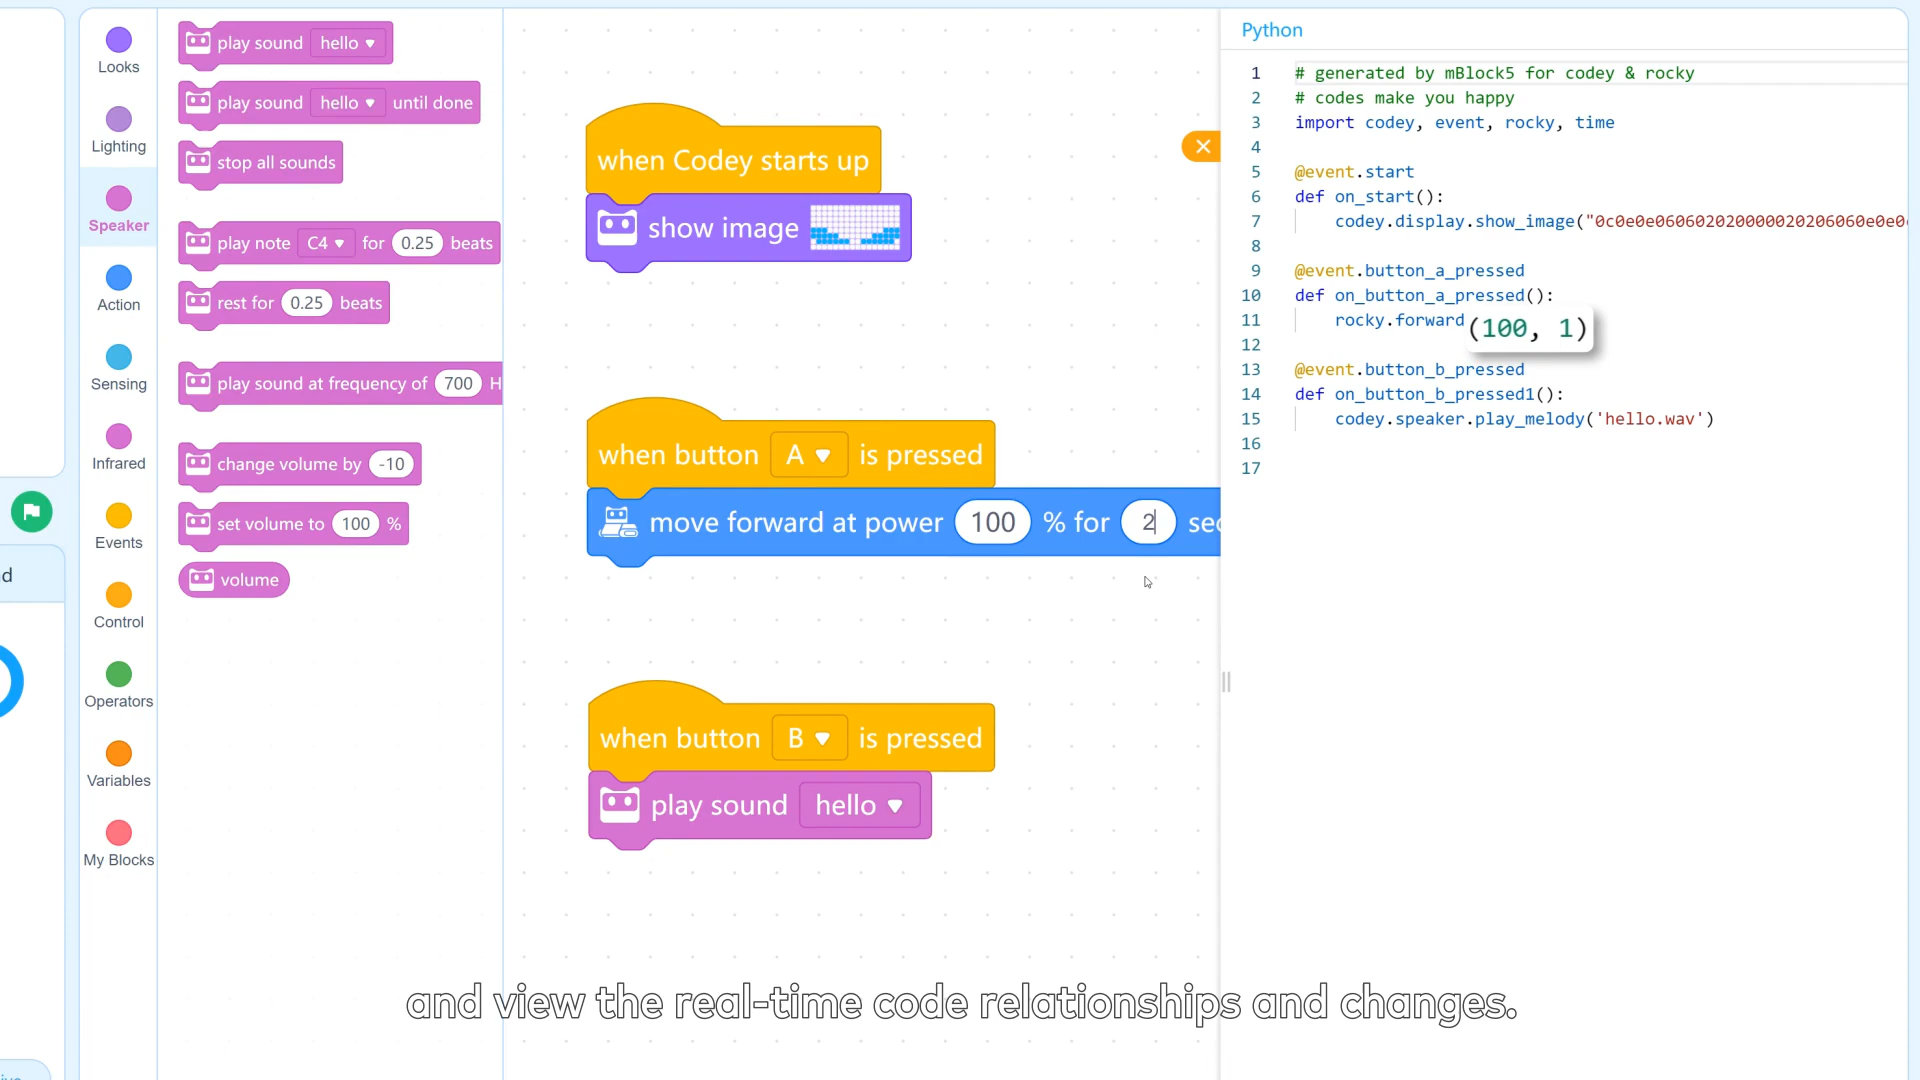 Looks
Lighting
Speaker
Action
Sensing
Infrared
Events
Control
Operators
Variables
My Blocks
d
play sound hello
play sound hello until done
stop all sounds
play note C4 for 0.25 beats
rest for 0.25 beats
play sound at frequency of 700 H
change volume by -10
set volume to 100 %
volume
when Codey starts up
show image
when button A is pressed
move forward at power 100 % for 2 sec
when button B is pressed
play sound hello
Python
1 # generated by mBlock5 for codey & rocky
2 # codes make you happy
3 import codey, event, rocky, time
4
5 @event.start
6 def on_start():
7 codey.display.show_image("0c0e0e06060202000002020606 0e0e0
8
9 @event.button_a_pressed
10 def on_button_a_pressed():
11 rocky.forward(100, 1)
12
13 @event.button_b_pressed
14 def on_button_b_pressed1():
15 codey.speaker.play_melody('hello.wav')
16
17
and view the real-time code relationships and changes.